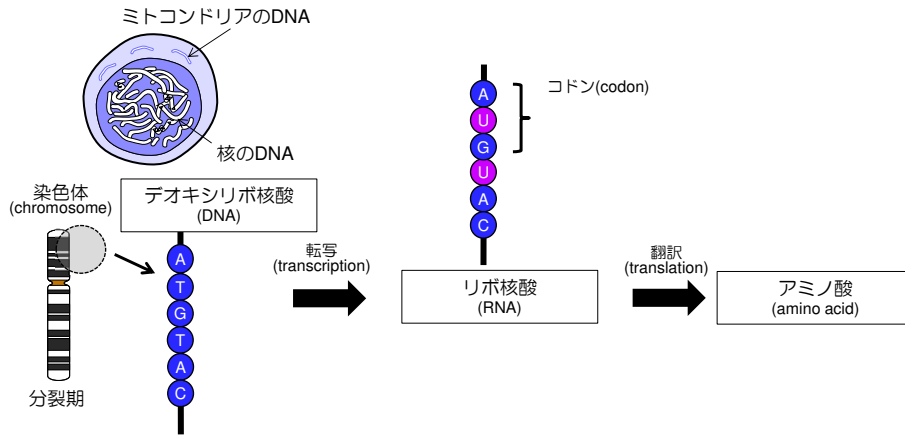 ミトコンドリアのDNA
核のDNA
染色体
(chromosome)
分裂期
デオキシリボ核酸
(DNA)
A
T
G
T
A
C
転写
(transcription)
A
U
G
U
A
C
コドン(codon)
リボ核酸
(RNA)
翻訳
(translation)
アミノ酸
(amino acid)